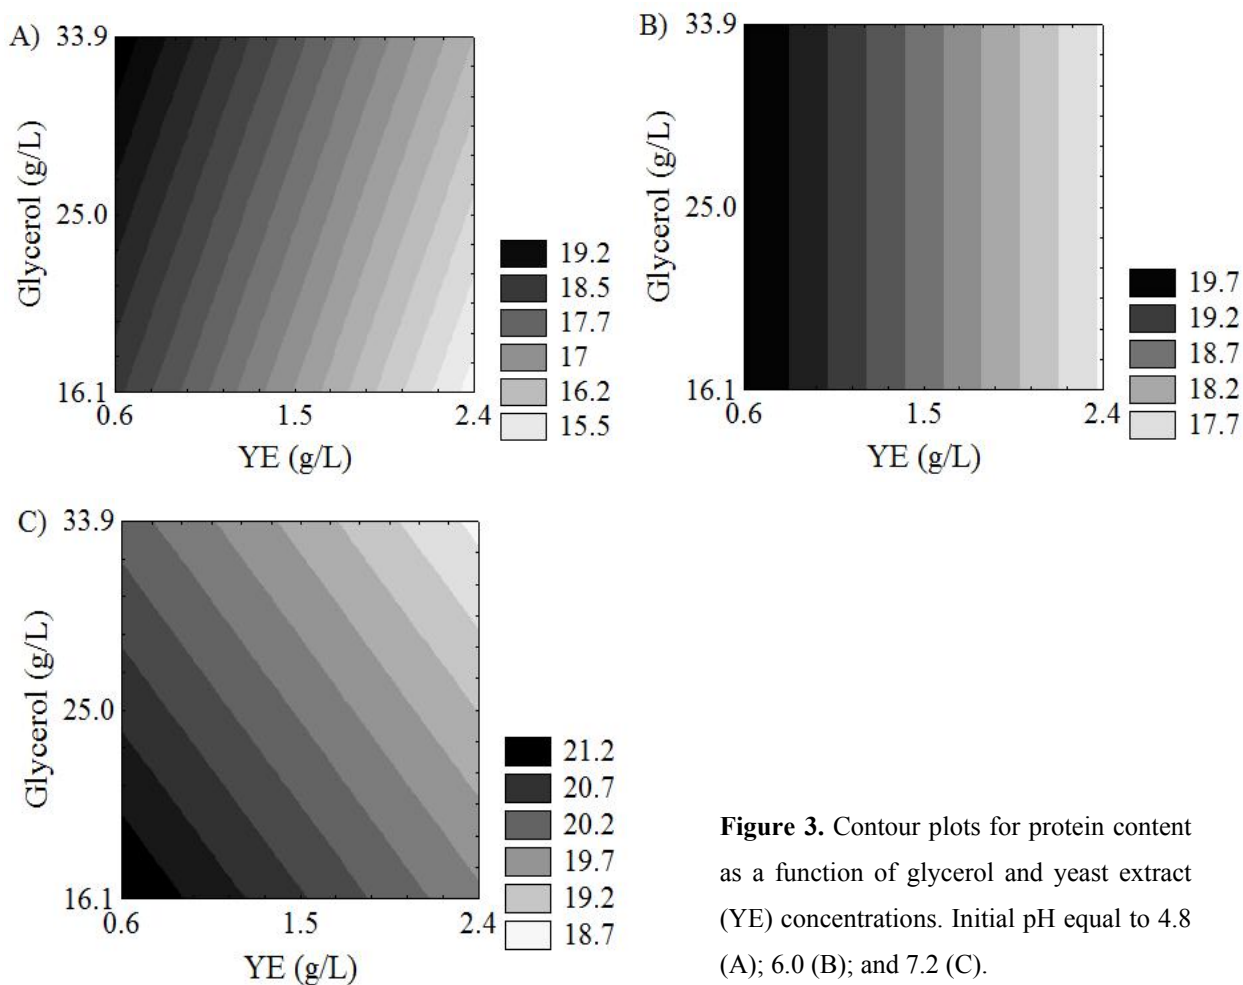 A)
33.9
Glycerol (g/L)
25.0
16.1
0.6 1.5 2.4
YE (g/L)
19.2
18.5
17.7
17
16.2
15.5
B)
33.9
Glycerol (g/L)
25.0
16.1
0.6 1.5 2.4
YE (g/L)
19.7
19.2
18.7
18.2
17.7
C)
33.9
Glycerol (g/L)
25.0
16.1
0.6 1.5 2.4
YE (g/L)
21.2
20.7
20.2
19.7
19.2
18.7
Figure 3. Contour plots for protein content
as a function of glycerol and yeast extract
(YE) concentrations. Initial pH equal to 4.8
(A); 6.0 (B); and 7.2 (C).